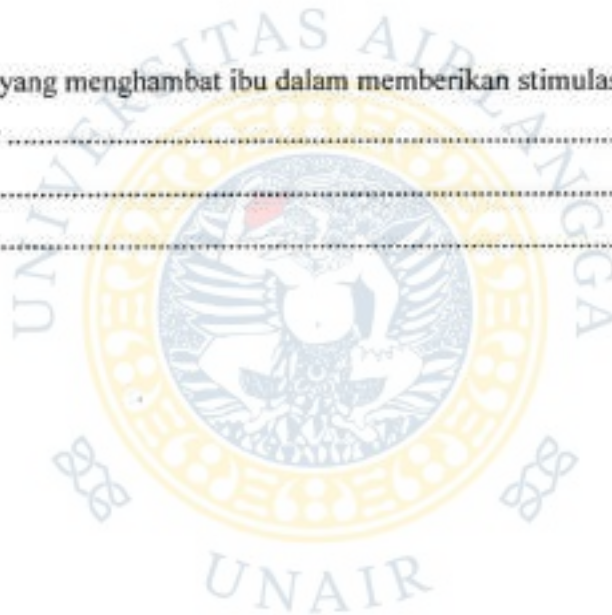 UNIVERSITAS AIRLANGGA
yang menghambat ibu dalam memberikan stimulas
................................................................
................................................................
................................................................
UNAIR